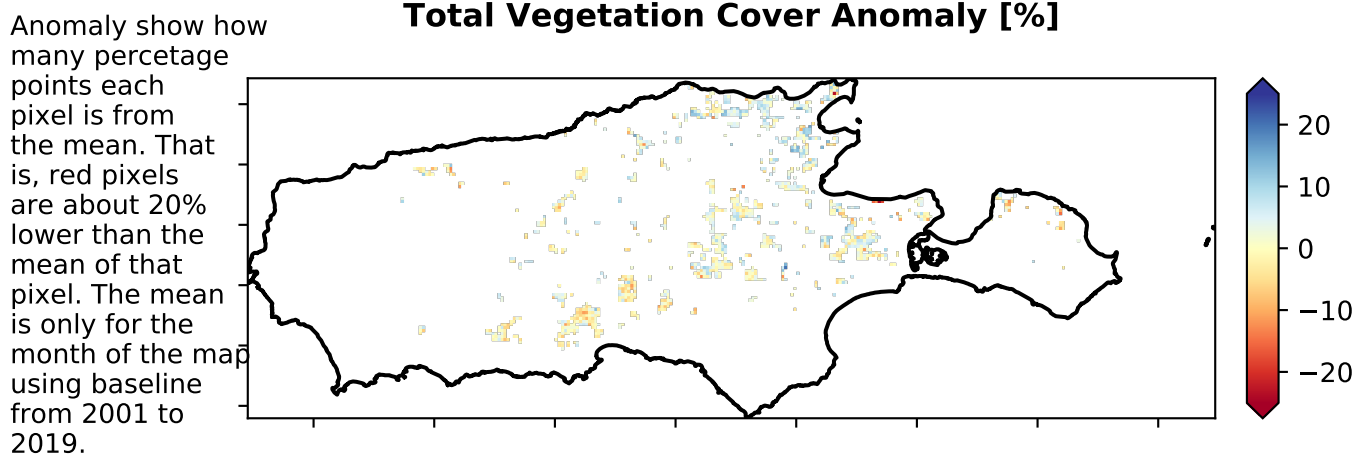 Total Vegetation Cover Anomaly [%]
Anomaly show how
many percetage
points each
pixel is from
the mean. That
is, red pixels
are about 20%
lower than the
mean of that
pixel. The mean
is only for the
month of the map
using baseline
from 2001 to
2019.
20
10
0
−10
−20